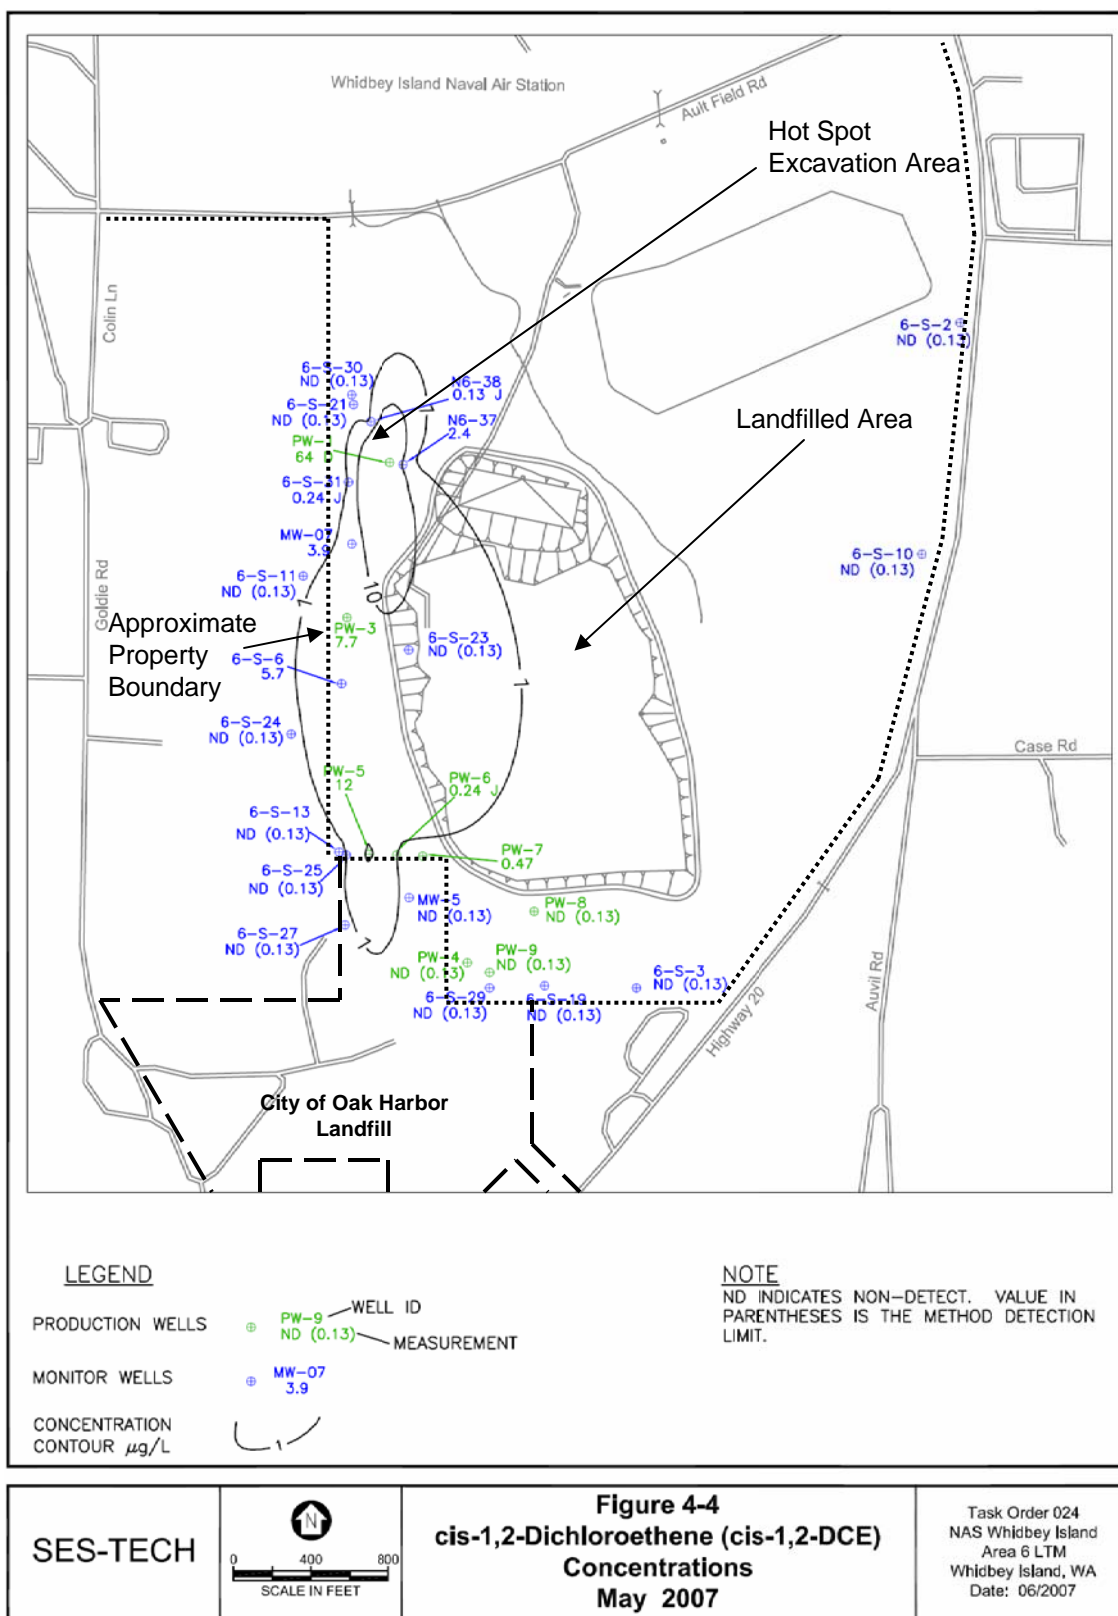 Whidbey Island Naval Air Station
Ault Field Rd
Hot Spot
Excavation Area
Colin Ln
6-S-2
ND (0.13)
6-S-30
ND (0.13)
6-S-21
ND (0.13)
N6-38
0.13 J
N6-37
2.4
1
Landfilled Area
PW-1
64 D
6-S-31
0.24 J
MW-07
3.9
6-S-10
ND (0.13)
6-S-11
ND (0.13)
1
10
Goldie Rd
Approximate
Property
Boundary
PW-3
7.7
6-S-23
ND (0.13)
6-S-6
5.7
1
6-S-24
ND (0.13)
Case Rd
PW-5
12
PW-6
0.24 J
6-S-13
ND (0.13)
PW-7
0.47
6-S-25
ND (0.13)
MW-5
ND (0.13)
PW-8
ND (0.13)
6-S-27
ND (0.13)
1
PW-4
ND (0.13)
PW-9
ND (0.13)
6-S-29
ND (0.13)
6-S-19
ND (0.13)
6-S-3
ND (0.13)
Auvil Rd
Highway 20
City of Oak Harbor
Landfill
LEGEND
PRODUCTION WELLS
PW-9
ND (0.13)
WELL ID
MEASUREMENT
MONITOR WELLS
MW-07
3.9
CONCENTRATION
CONTOUR µg/L
1
NOTE
ND INDICATES NON-DETECT. VALUE IN
PARENTHESES IS THE METHOD DETECTION
LIMIT.
SES-TECH
N
0 400 800
SCALE IN FEET
Figure 4-4
cis-1,2-Dichloroethene (cis-1,2-DCE)
Concentrations
May 2007
Task Order 024
NAS Whidbey Island
Area 6 LTM
Whidbey Island, WA
Date: 06/2007